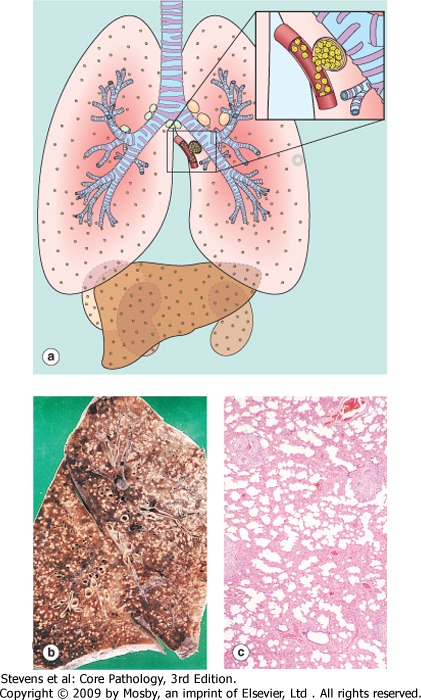 a
b
c
Stevens et al: Core Pathology, 3rd Edition.
Copyright © 2009 by Mosby, an imprint of Elsevier, Ltd . All rights reserved.